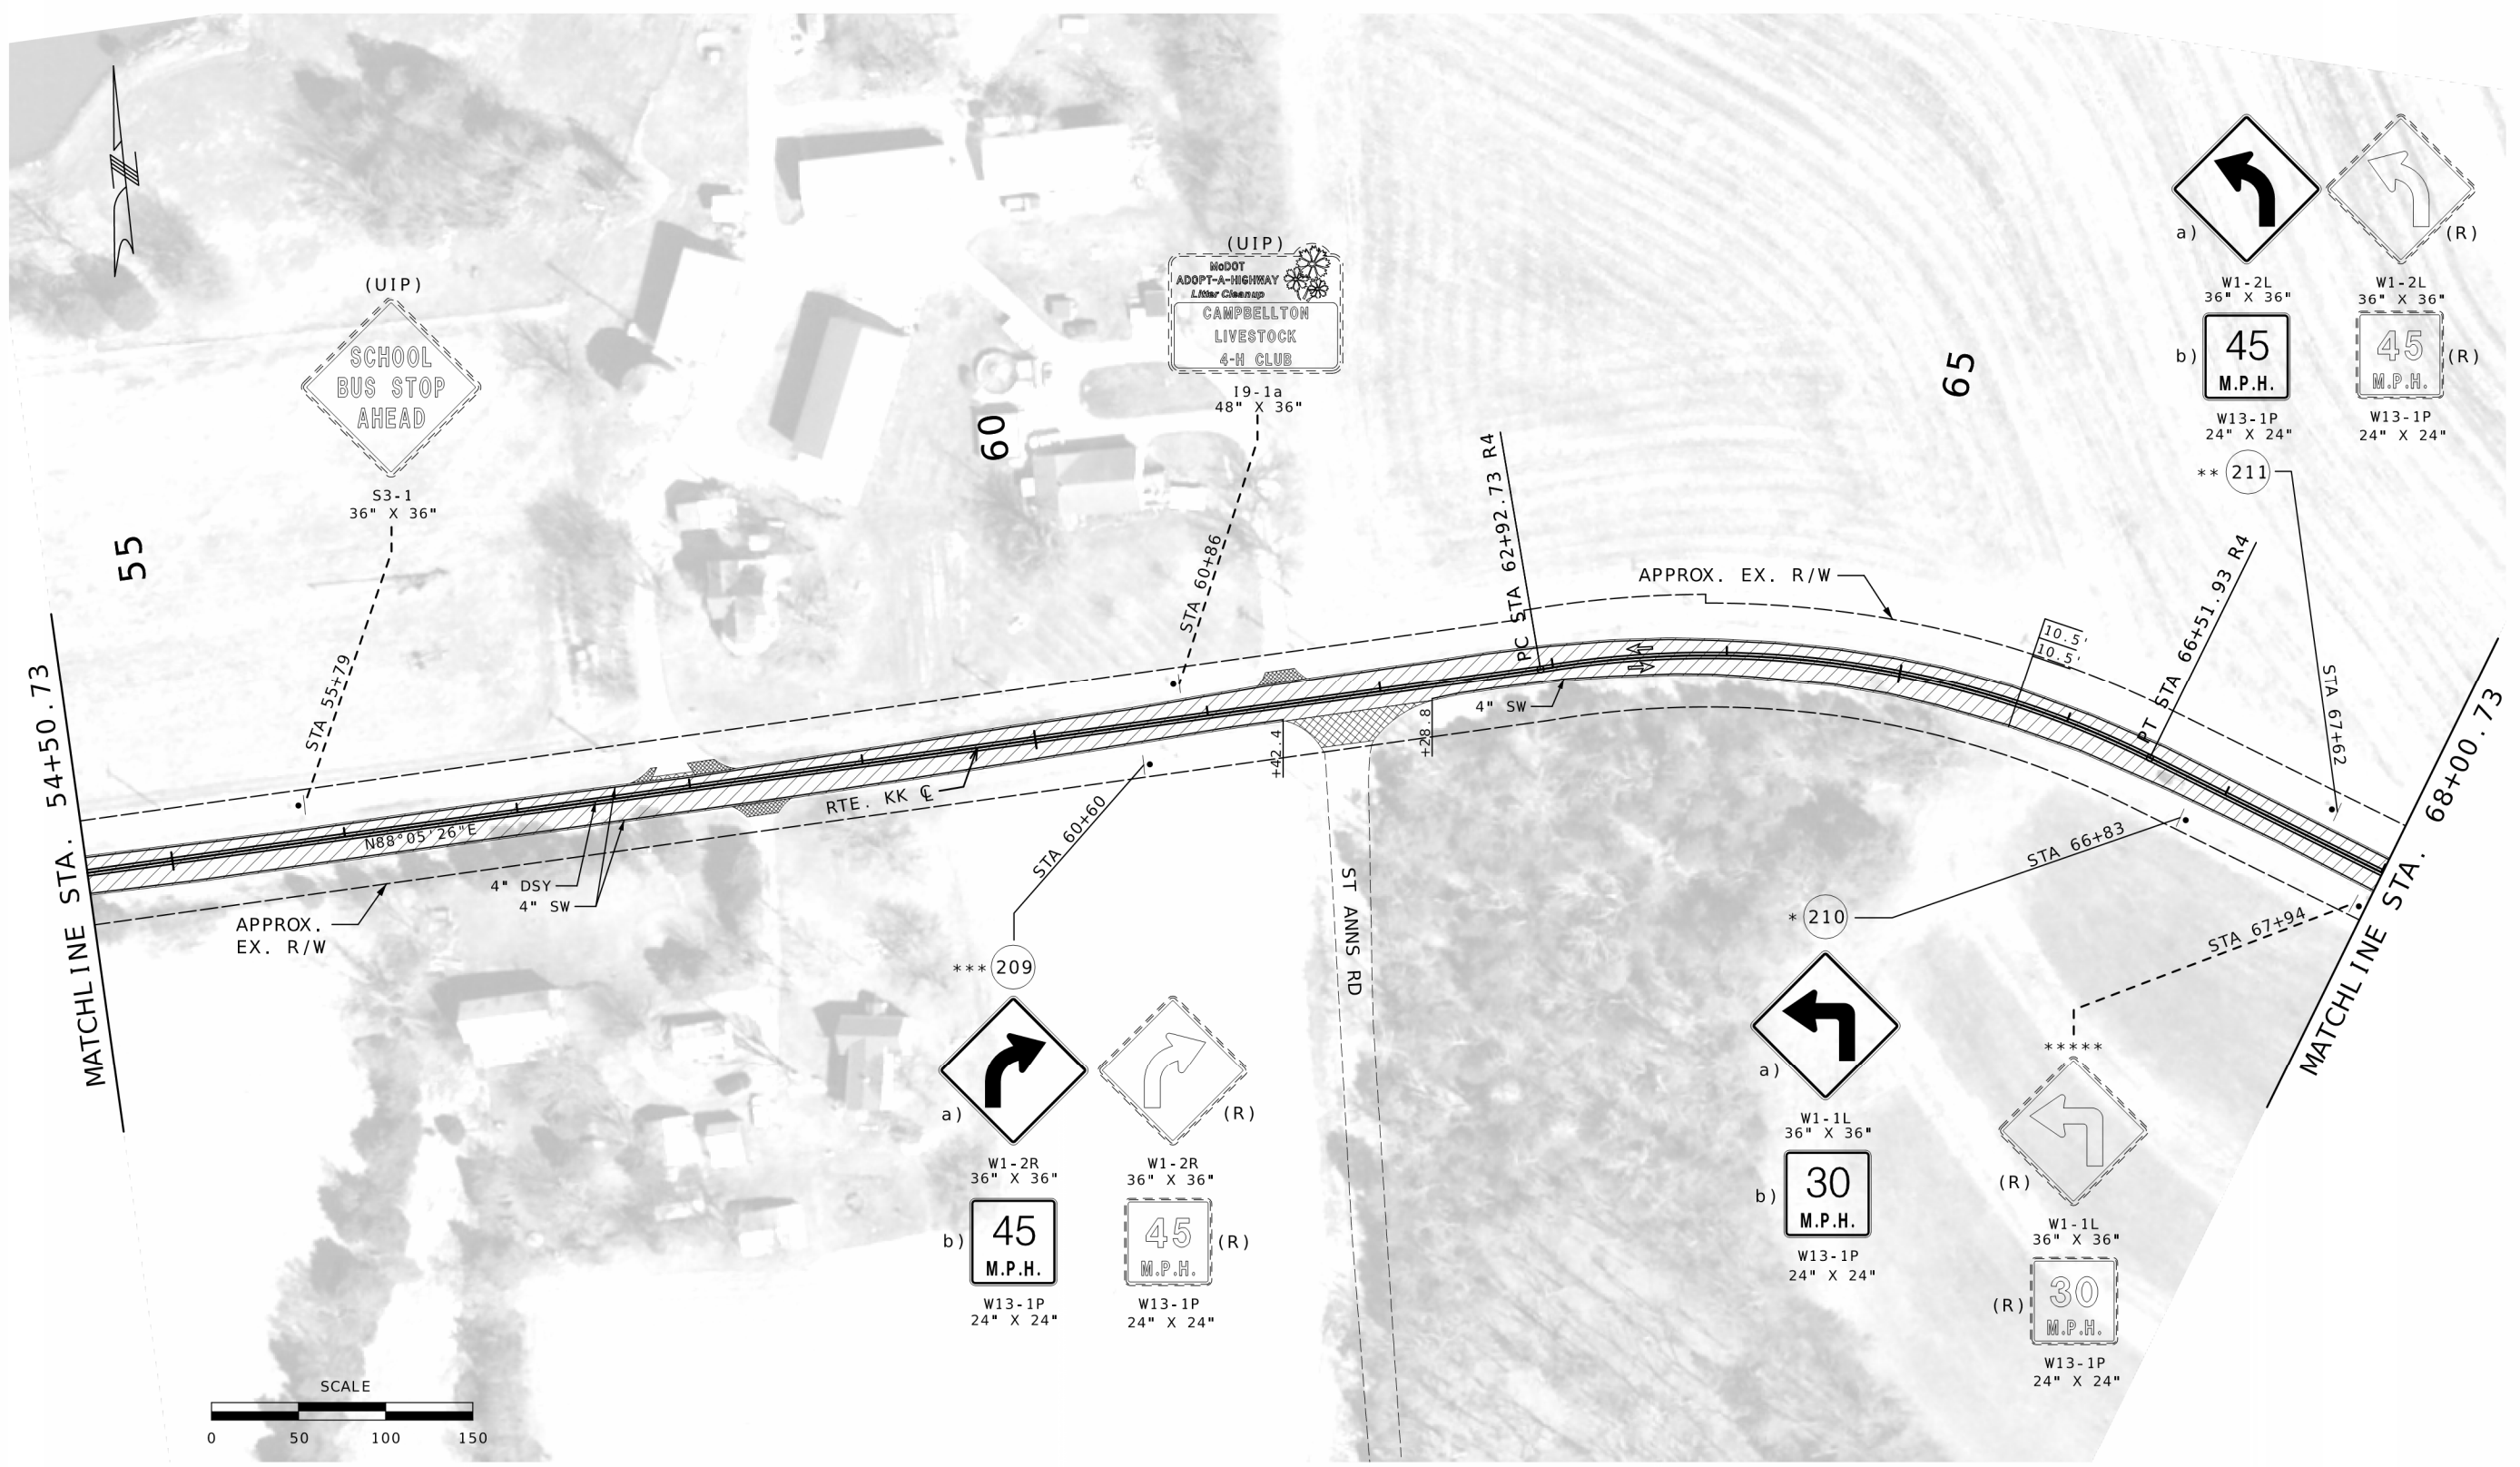 (UIP)
SCHOOL
BUS STOP
AHEAD
S3-1
36" X 36"
STA 55+79
55
(UIP)
MoDOT
ADOPT-A-HIGHWAY
Litter Cleanup
CAMPBELLTON
LIVESTOCK
4-H CLUB
I9-1a
48" X 36"
STA 60+86
60
65
PC STA 62+92.73 R4
APPROX. EX. R/W
10.5'
10.5'
PT STA 66+51.93 R4
a)
W1-2L
36" X 36"
b)
45
M.P.H.
W13-1P
24" X 24"
** 211
(R)
W1-2L
36" X 36"
45
M.P.H.
(R)
W13-1P
24" X 24"
STA 67+62
MATCHLINE STA. 54+50.73
N88°05'26"E
4" DSY
4" SW
APPROX.
EX. R/W
RTE. KK ℄
+42.4
+28.8
4" SW
ST ANNS RD
STA 60+60
*** 209
a)
W1-2R
36" X 36"
b)
45
M.P.H.
W13-1P
24" X 24"
(R)
W1-2R
36" X 36"
45
M.P.H.
(R)
W13-1P
24" X 24"
STA 66+83
* 210
a)
W1-1L
36" X 36"
b)
30
M.P.H.
W13-1P
24" X 24"
STA 67+94
*****
(R)
W1-1L
36" X 36"
(R)
30
M.P.H.
W13-1P
24" X 24"
MATCHLINE STA. 68+00.73
SCALE
0 50 100 150